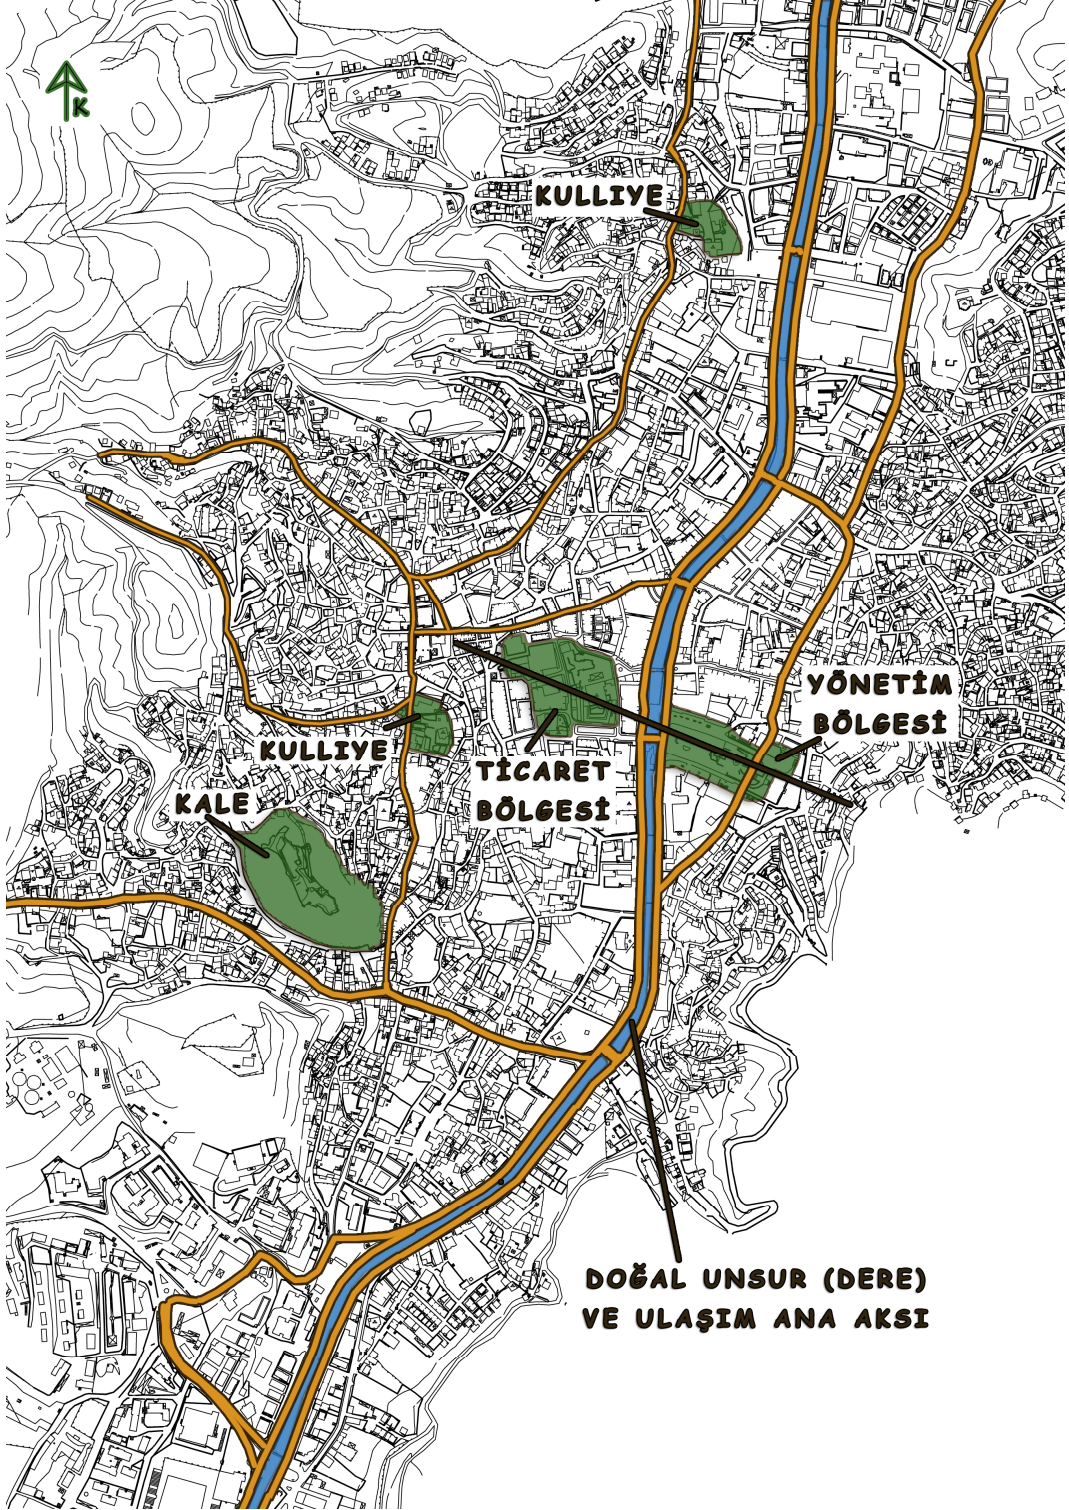 K
KULLIYE
YÖNETİM
BÖLGESİ
KULLIYE
TİCARET
BÖLGESİ
KALE
DOĞAL UNSUR (DERE)
VE ULAŞIM ANA AKSI